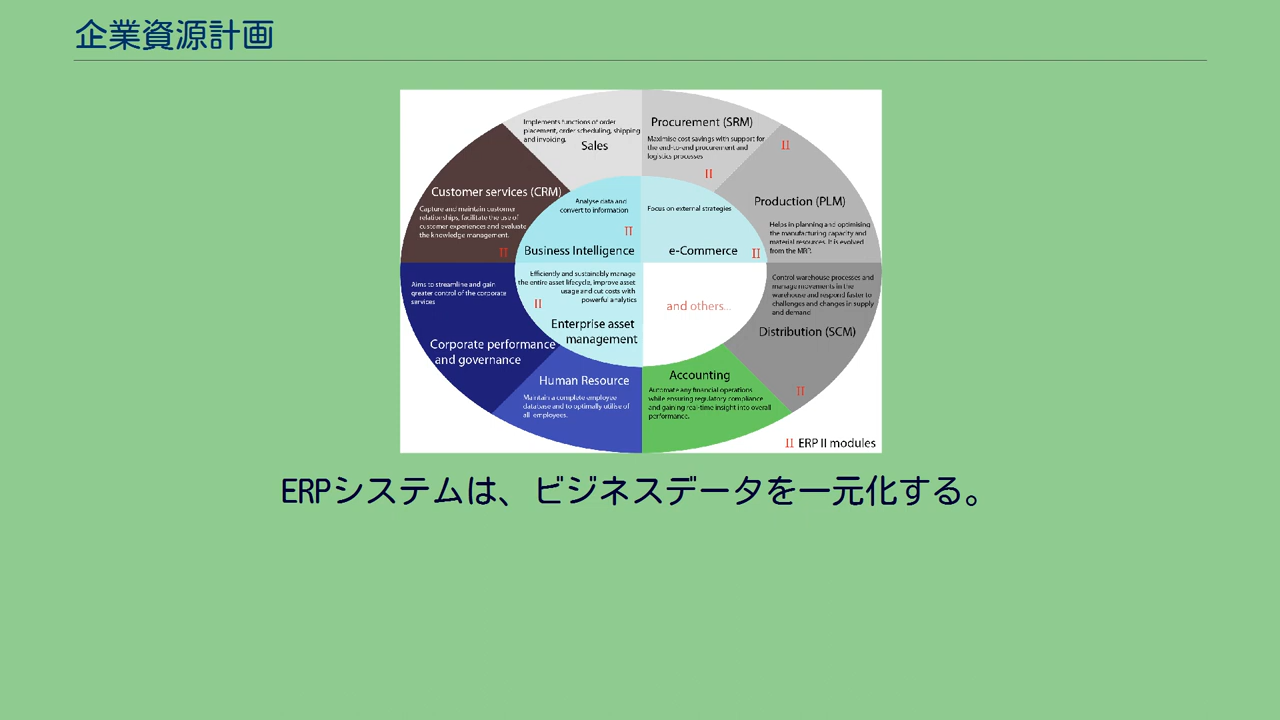 企業資源計画
Implements functions of order
placement, order scheduling, shipping
and invoicing.
Sales
Procurement (SRM)
Maximise cost savings with support for
the end-to-end procurement and
logistics processes
II
II
Production (PLM)
Helps in planning and optimising
the manufacturing capacity and
material resources. It is evolved
from the MRP.
Customer services (CRM)
Capture and maintain customer
relationships, facilitate the use of
customer experiences and evaluate
the knowledge management.
II
Analyse data and
convert to information
II
Business Intelligence
Focus on external strategies
e-Commerce
II
Aims to streamline and gain
greater control of the corporate
services
Corporate performance
and governance
Efficiently and sustainably manage
the entire asset lifecycle, improve asset
usage and cut costs with
powerful analytics
II
Enterprise asset
management
and others...
Control warehouse processes and
manage movements in the
warehouse and respond faster to
challenges and changes in supply
and demand
Distribution (SCM)
II
Human Resource
Maintain a complete employee
database and to optimally utilise of
all employees.
Accounting
Automate any financial operations
while ensuring regulatory compliance
and gaining real-time insight into overall
performance.
II ERP II modules
ERPシステムは、ビジネスデータを一元化する。